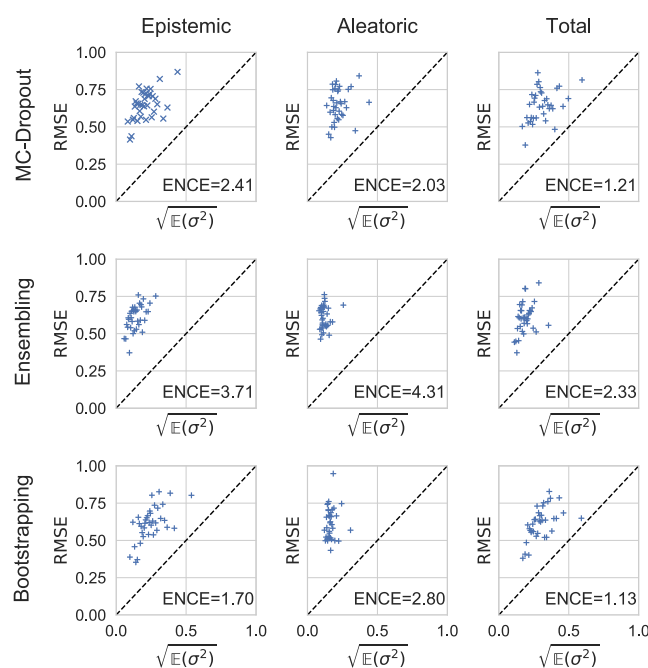 Epistemic Aleatoric Total
MC-Dropout
RMSE
1.00
0.75
0.50
0.25
0.00
ENCE=2.41
√𝔼(σ²)
RMSE
ENCE=2.03
√𝔼(σ²)
RMSE
ENCE=1.21
√𝔼(σ²)
Ensembling
RMSE
1.00
0.75
0.50
0.25
0.00
ENCE=3.71
√𝔼(σ²)
RMSE
ENCE=4.31
√𝔼(σ²)
RMSE
ENCE=2.33
√𝔼(σ²)
Bootstrapping
RMSE
1.00
0.75
0.50
0.25
0.00
ENCE=1.70
0.0 0.5 1.0
√𝔼(σ²)
RMSE
ENCE=2.80
0.0 0.5 1.0
√𝔼(σ²)
RMSE
ENCE=1.13
0.0 0.5 1.0
√𝔼(σ²)